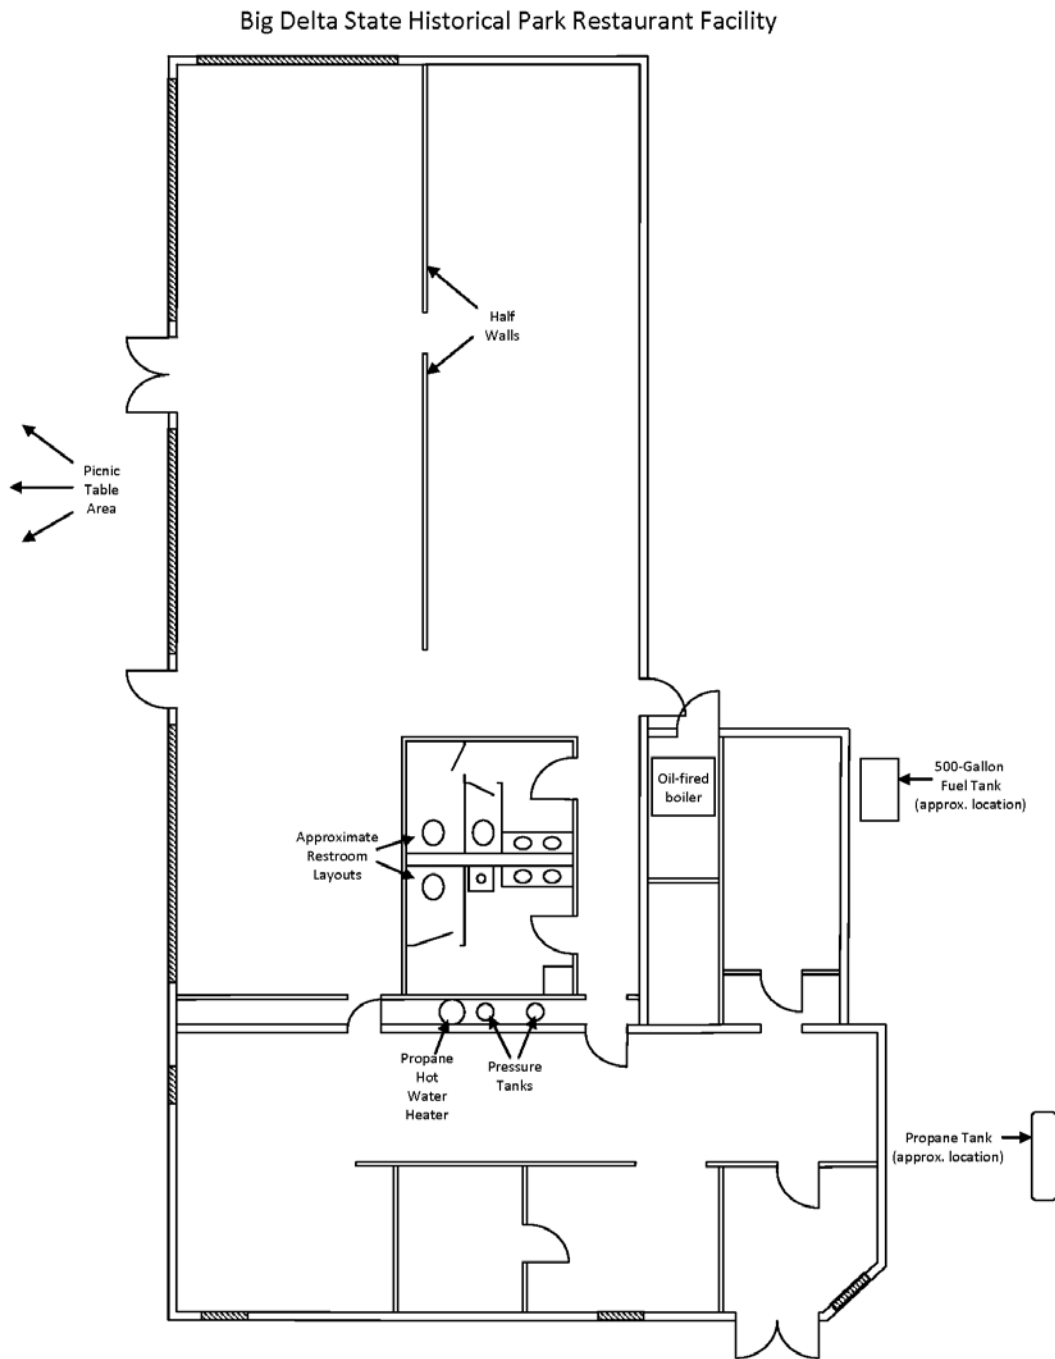 Big Delta State Historical Park Restaurant Facility
Half
Walls
Picnic
Table
Area
500-Gallon
Fuel Tank
(approx. location)
Oil-fired
boiler
Approximate
Restroom
Layouts
Propane
Hot
Water
Heater
Pressure
Tanks
Propane Tank
(approx. location)